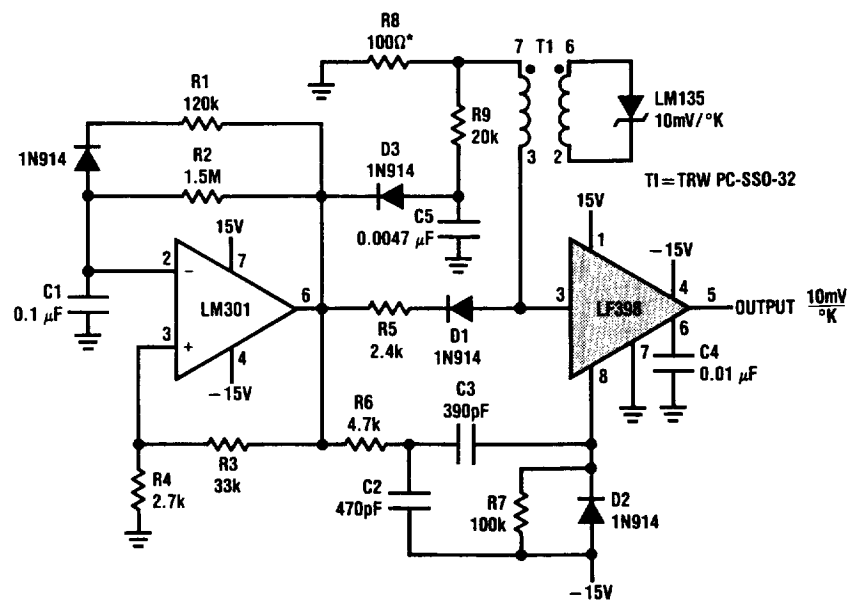 R8
100Ω*
7 T1 6
R1
120k
R9
20k
LM135
10mV/°K
1N914
R2
1.5M
D3
1N914
3
2
T1=TRW PC-SSO-32
15V
C5
0.0047 µF
15V
1
-15V
2
−
7
4
C1
0.1 µF
LM301
6
3
LF398
5
OUTPUT 10mV/°K
R5
2.4k
D1
1N914
6
3
+
4
7
C4
0.01 µF
8
-15V
R6
4.7k
C3
390pF
R4
2.7k
R3
33k
C2
470pF
R7
100k
D2
1N914
-15V